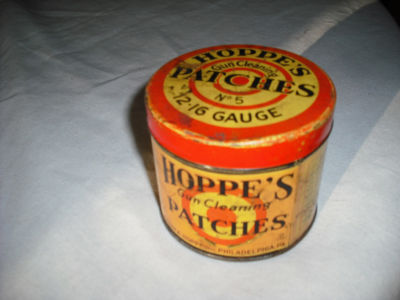 HOPPE'S
Gun Cleaning
PATCHES
No 5
12-16 GAUGE
HOPPE'S
Gun Cleaning
PATCHES
PHILADELPHIA, PA.